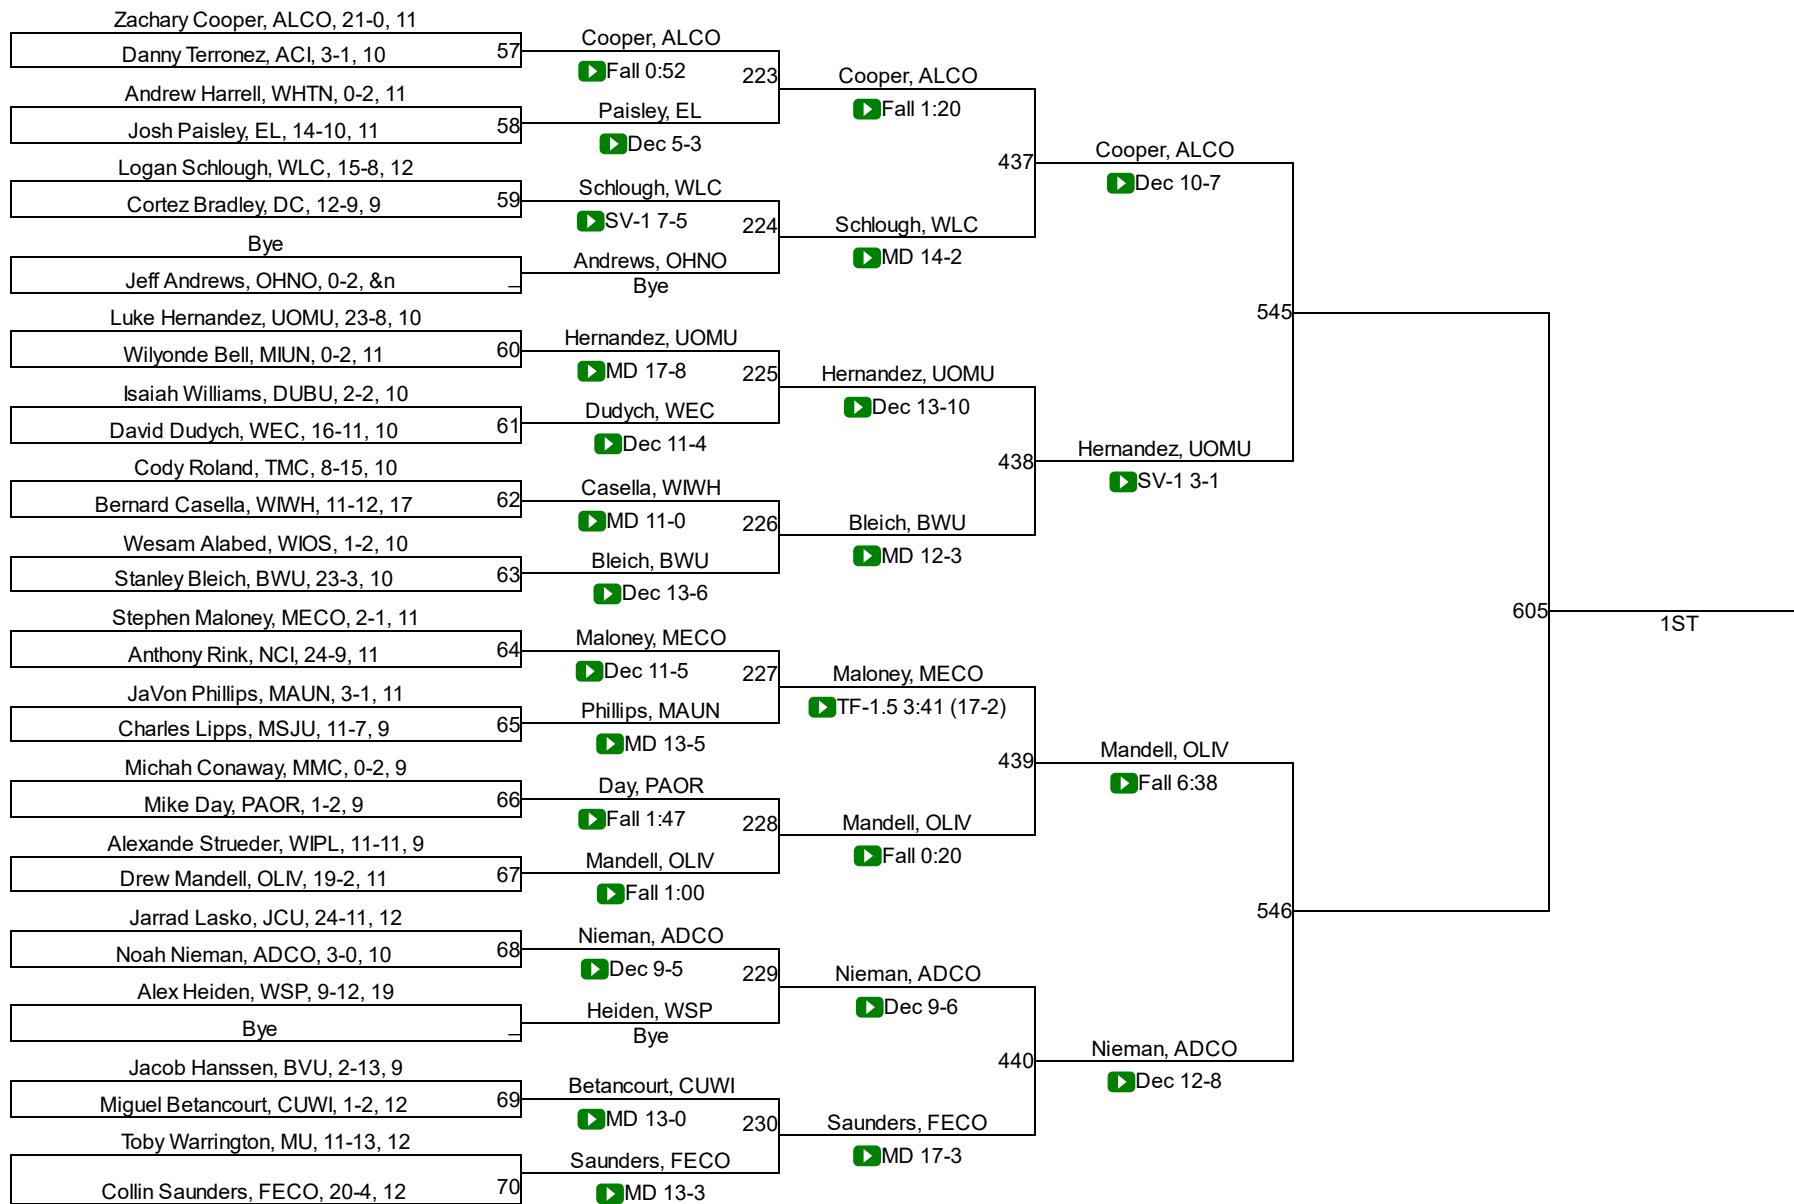 Zachary Cooper, ALCO, 21-0, 11
Danny Terronez, ACI, 3-1, 10
57
Andrew Harrell, WHTN, 0-2, 11
Josh Paisley, EL, 14-10, 11
58
Logan Schlough, WLC, 15-8, 12
Cortez Bradley, DC, 12-9, 9
59
Bye
Jeff Andrews, OHNO, 0-2, &n
_
Luke Hernandez, UOMU, 23-8, 10
Wilyonde Bell, MIUN, 0-2, 11
60
Isaiah Williams, DUBU, 2-2, 10
David Dudych, WEC, 16-11, 10
61
Cody Roland, TMC, 8-15, 10
Bernard Casella, WIWH, 11-12, 17
62
Wesam Alabed, WIOS, 1-2, 10
Stanley Bleich, BWU, 23-3, 10
63
Stephen Maloney, MECO, 2-1, 11
Anthony Rink, NCI, 24-9, 11
64
JaVon Phillips, MAUN, 3-1, 11
Charles Lipps, MSJU, 11-7, 9
65
Michah Conaway, MMC, 0-2, 9
Mike Day, PAOR, 1-2, 9
66
Alexande Strueder, WIPL, 11-11, 9
Drew Mandell, OLIV, 19-2, 11
67
Jarrad Lasko, JCU, 24-11, 12
Noah Nieman, ADCO, 3-0, 10
68
Alex Heiden, WSP, 9-12, 19
Bye
_
Jacob Hanssen, BVU, 2-13, 9
Miguel Betancourt, CUWI, 1-2, 12
69
Toby Warrington, MU, 11-13, 12
Collin Saunders, FECO, 20-4, 12
70
Cooper, ALCO
Fall 0:52
223
Paisley, EL
Dec 5-3
Schlough, WLC
SV-1 7-5
224
Andrews, OHNO
Bye
Hernandez, UOMU
MD 17-8
225
Dudych, WEC
Dec 11-4
Casella, WIWH
MD 11-0
226
Bleich, BWU
Dec 13-6
Maloney, MECO
Dec 11-5
227
Phillips, MAUN
MD 13-5
Day, PAOR
Fall 1:47
228
Mandell, OLIV
Fall 1:00
Nieman, ADCO
Dec 9-5
229
Heiden, WSP
Bye
Betancourt, CUWI
MD 13-0
230
Saunders, FECO
MD 13-3
Cooper, ALCO
Fall 1:20
437
Schlough, WLC
MD 14-2
Hernandez, UOMU
Dec 13-10
438
Bleich, BWU
MD 12-3
Maloney, MECO
TF-1.5 3:41 (17-2)
439
Mandell, OLIV
Fall 0:20
Nieman, ADCO
Dec 9-6
440
Saunders, FECO
MD 17-3
Cooper, ALCO
Dec 10-7
545
Hernandez, UOMU
SV-1 3-1
Mandell, OLIV
Fall 6:38
546
Nieman, ADCO
Dec 12-8
605
1ST